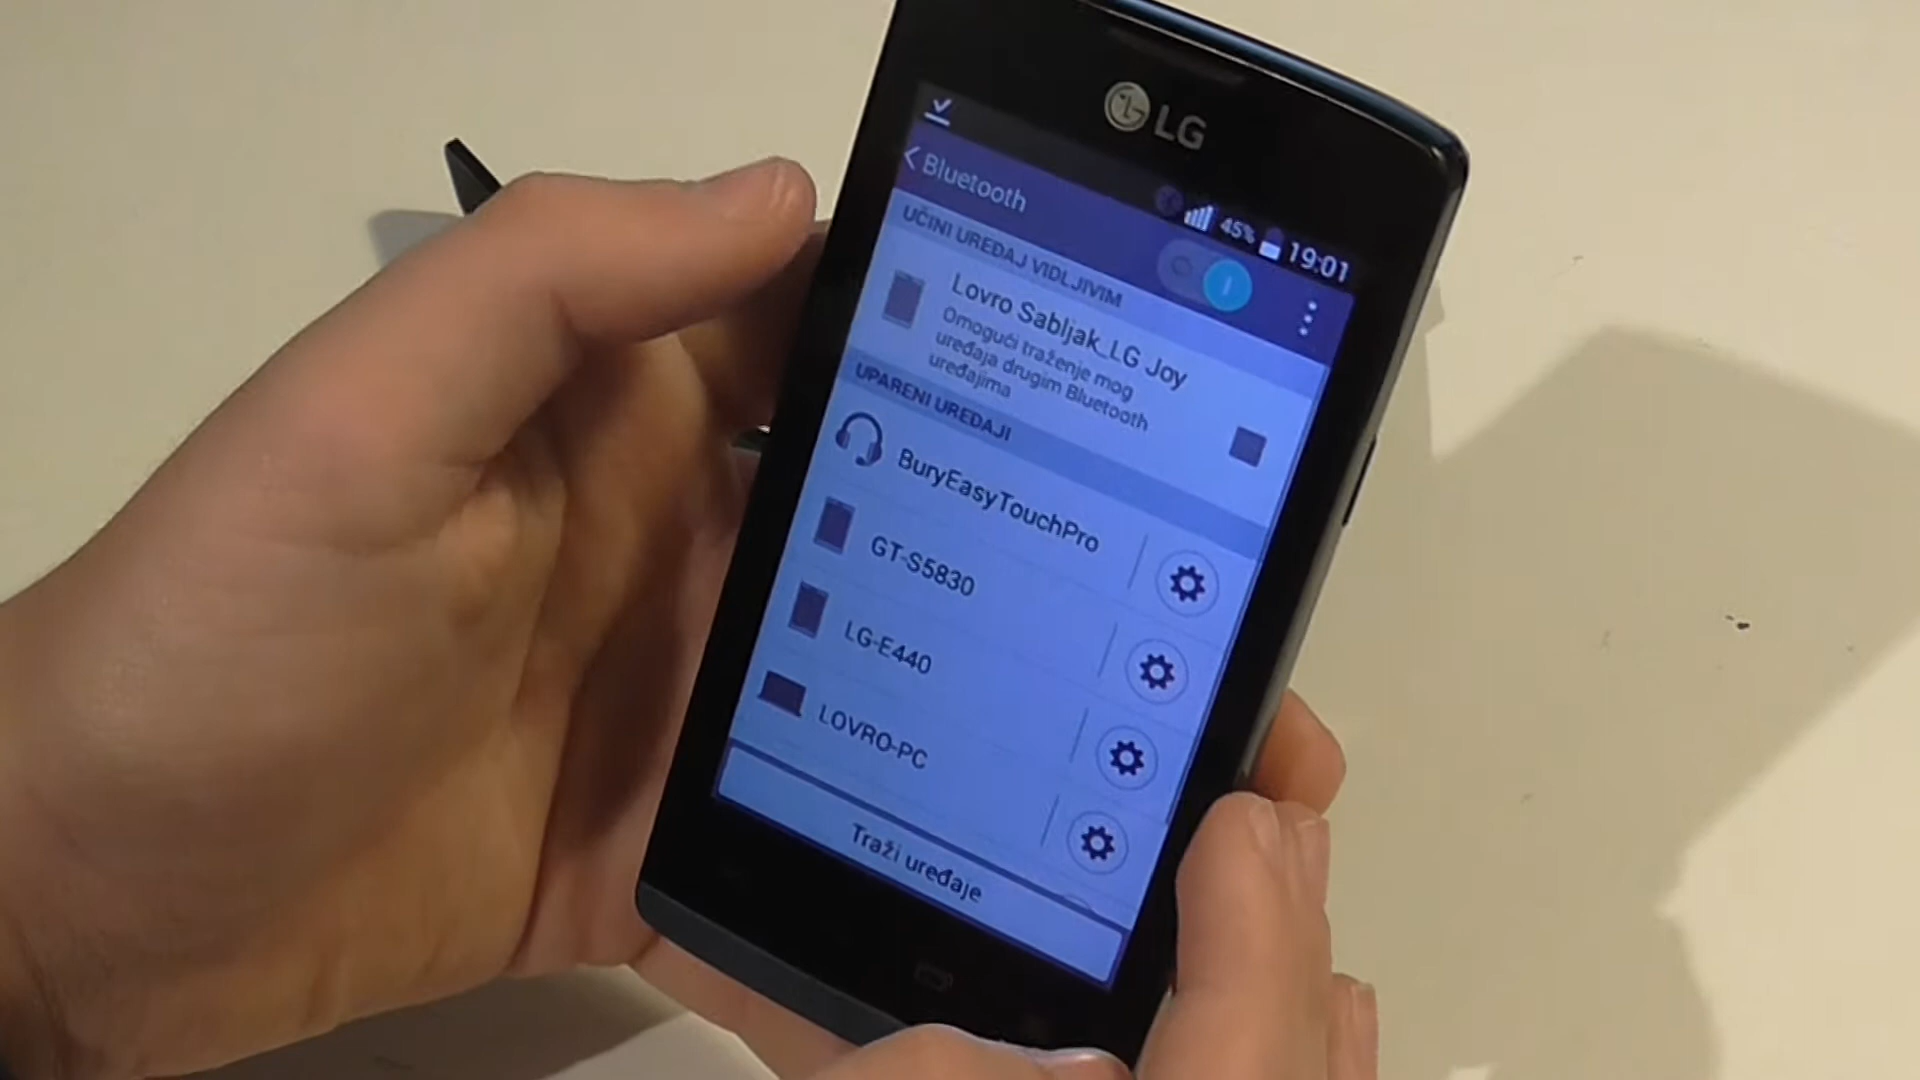 LG
45% 19:01
Bluetooth
UČINI UREĐAJ VIDLJIVIM
Lovro Sabljak_LG Joy
Omogući traženje mog
uređaja drugim Bluetooth
uređajima
UPARENI UREĐAJI
BuryEasyTouchPro
GT-S5830
LG-E440
LOVRO-PC
Traži uređaje